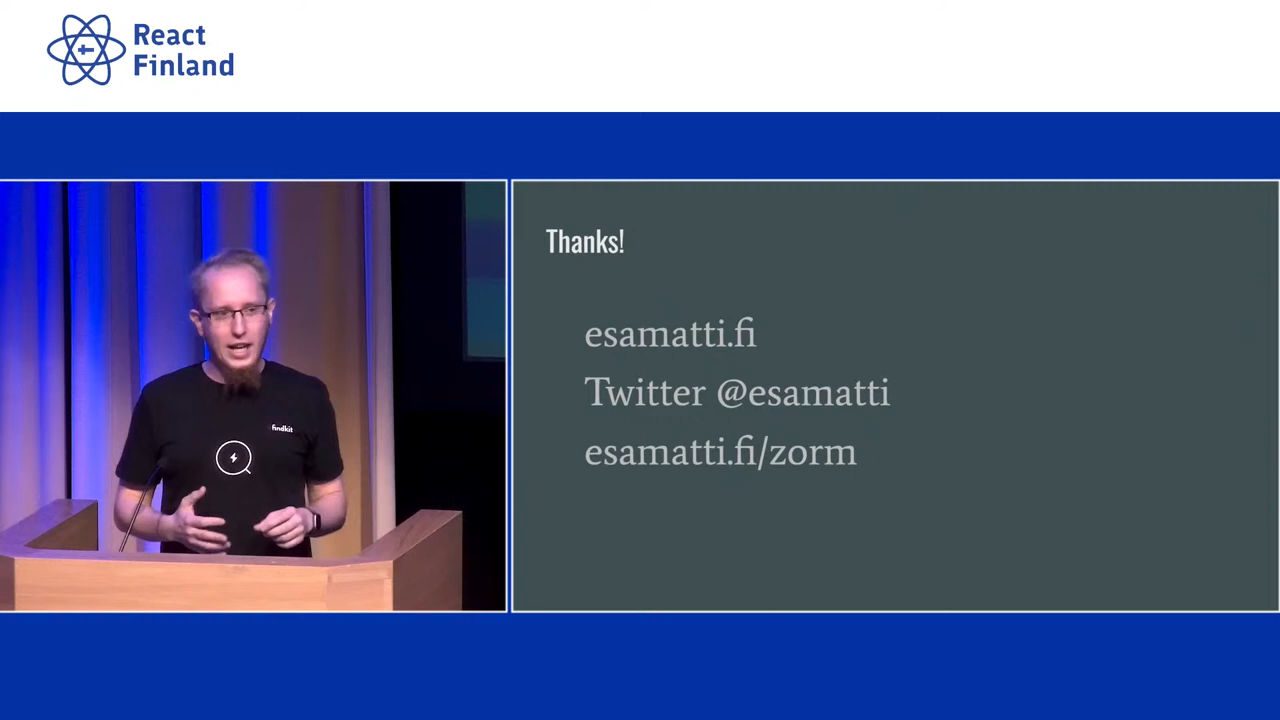 React
Finland
Thanks!
esamatti.fi
Twitter @esamatti
esamatti.fi/zorm
findkit